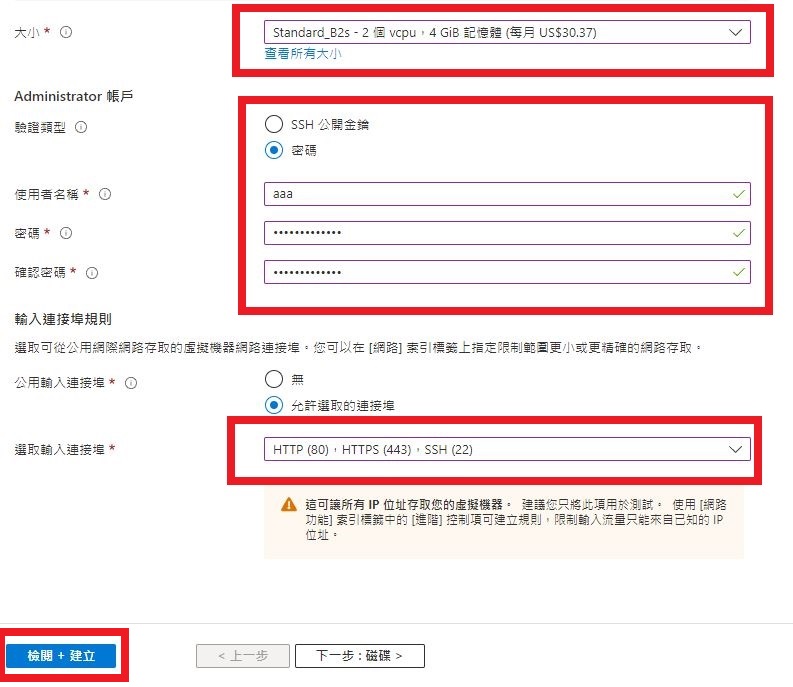 大小 *
Standard_B2s - 2 個 vcpu，4 GiB 記憶體 (每月 US$30.37)
查看所有大小
Administrator 帳戶
驗證類型
SSH 公開金鑰
密碼
使用者名稱 *
aaa
密碼 *
•••••••••••••
確認密碼 *
•••••••••••••
輸入連接埠規則
選取可從公用網際網路存取的虛擬機器網路連接埠。您可以在 [網路] 索引標籤上指定限制範圍更小或更精確的網路存取。
公用輸入連接埠 *
無
允許選取的連接埠
選取輸入連接埠 *
HTTP (80)，HTTPS (443)，SSH (22)
這可讓所有 IP 位址存取您的虛擬機器。 建議您只將此項用於測試。 使用 [網路
功能] 索引標籤中的 [進階] 控制項可建立規則，限制輸入流量只能來自已知的 IP
位址。
檢閱 + 建立
< 上一步
下一步 : 磁碟 >